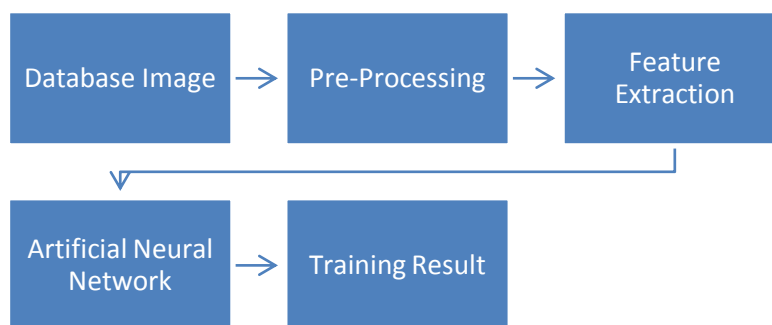 Database Image
Pre-Processing
Feature
Extraction
Artificial Neural
Network
Training Result